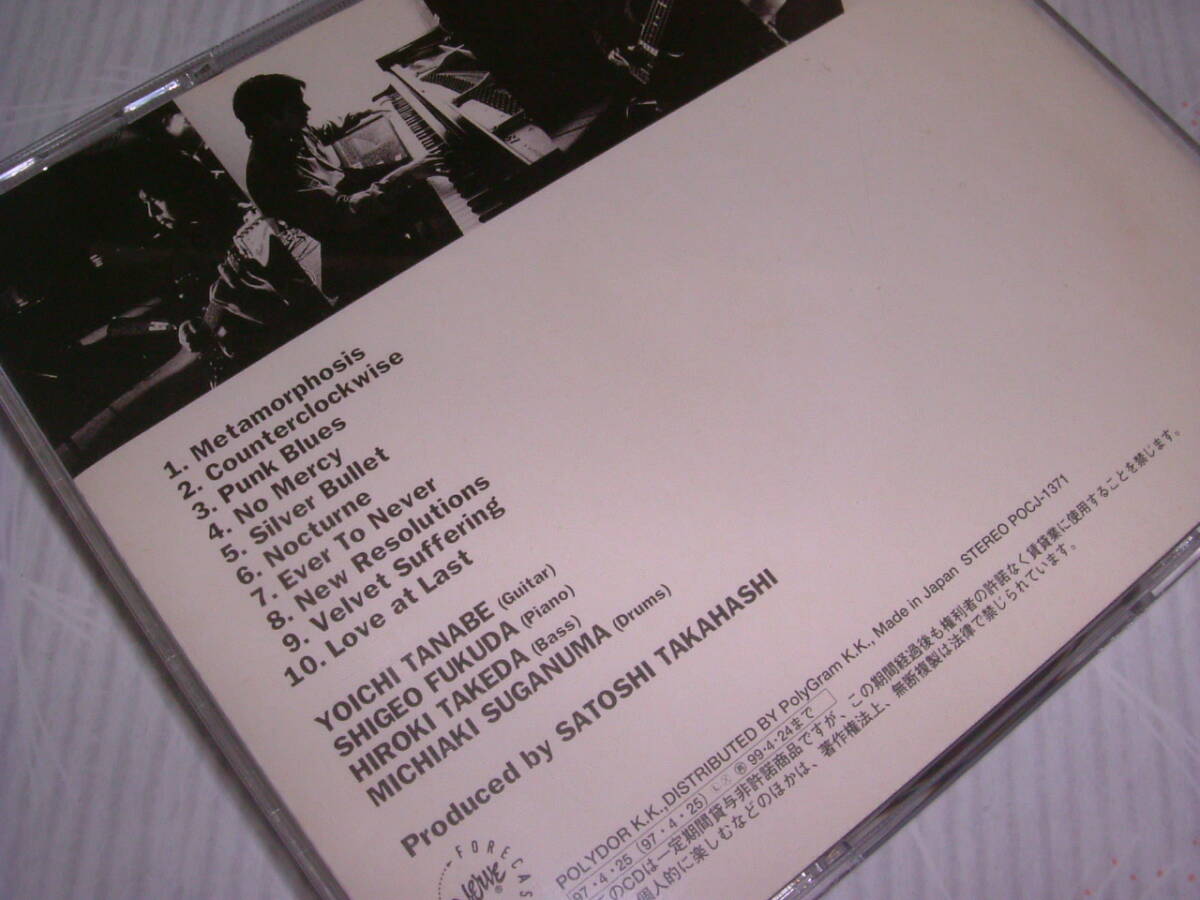 1. Metamorphosis
2. Counterclockwise
3. Punk Blues
4. No Mercy
5. Silver Bullet
6. Nocturne
7. Ever To Never
8. New Resolutions
9. Velvet Suffering
10. Love at Last
YOICHI TANABE (Guitar)
SHIGEO FUKUDA (Piano)
HIROKI TAKEDA (Bass)
MICHIAKI SUGANUMA (Drums)
Produced by SATOSHI TAKAHASHI
FORECAS
Verve
POLYDOR K.K., DISTRIBUTED BY PolyGram K.K., Made in Japan STEREO POCJ-1371
97・4・25 (97・4・25) 99・4・24まで
のCDは一定期間貸与非許諾商品ですが、この期間経過後も権利者の許諾なく賃貸業に使用することを禁じます。
個人的に楽しむなどのほかは、著作権法上、無断複製は法律で禁じられています。